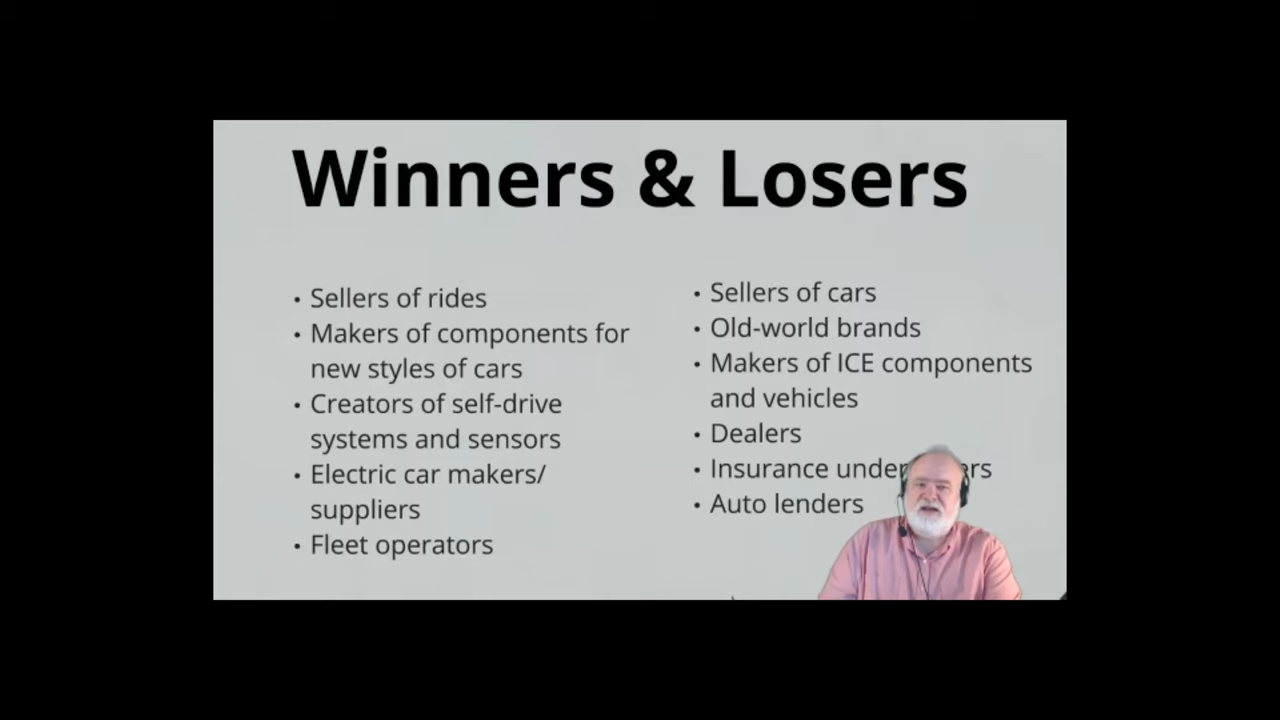 Winners & Losers
• Sellers of rides
• Makers of components for
new styles of cars
• Creators of self-drive
systems and sensors
• Electric car makers/
suppliers
• Fleet operators
• Sellers of cars
• Old-world brands
• Makers of ICE components
and vehicles
• Dealers
• Insurance
• Auto lenders